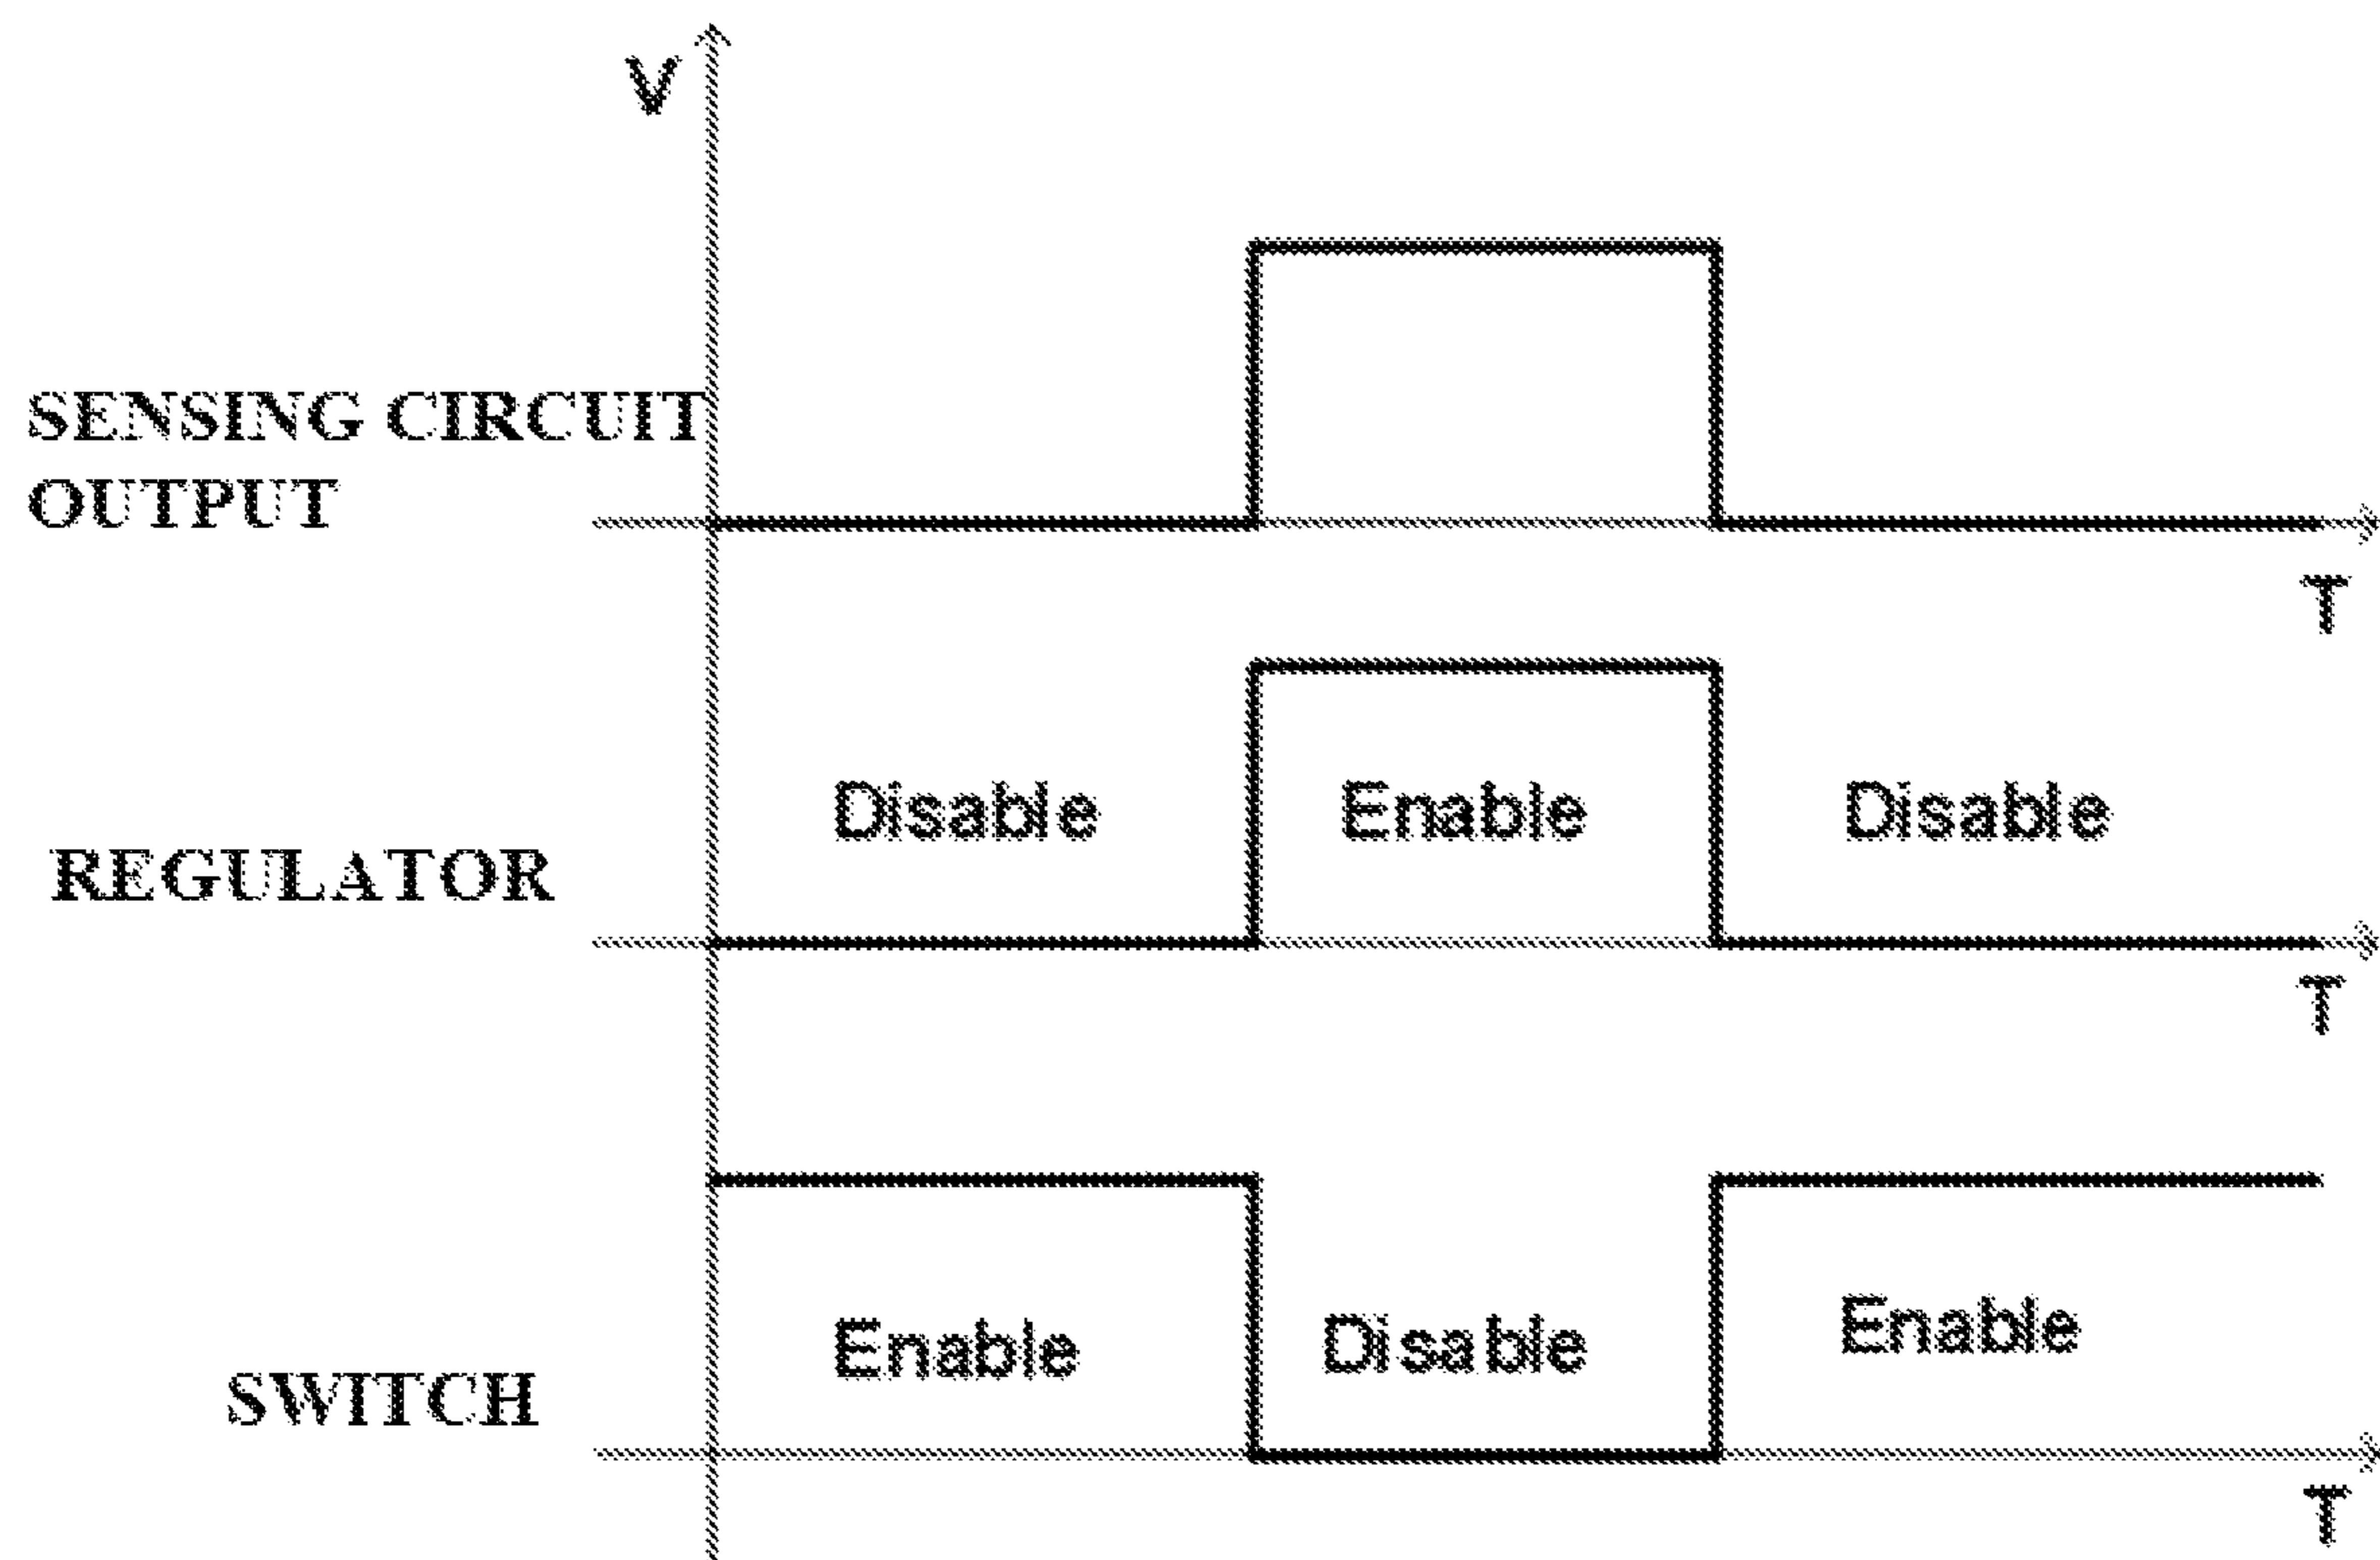 V
SENSING CIRCUIT
OUTPUT
T
Disable Enable Disable
REGULATOR
T
Enable Disable Enable
SWITCH
T